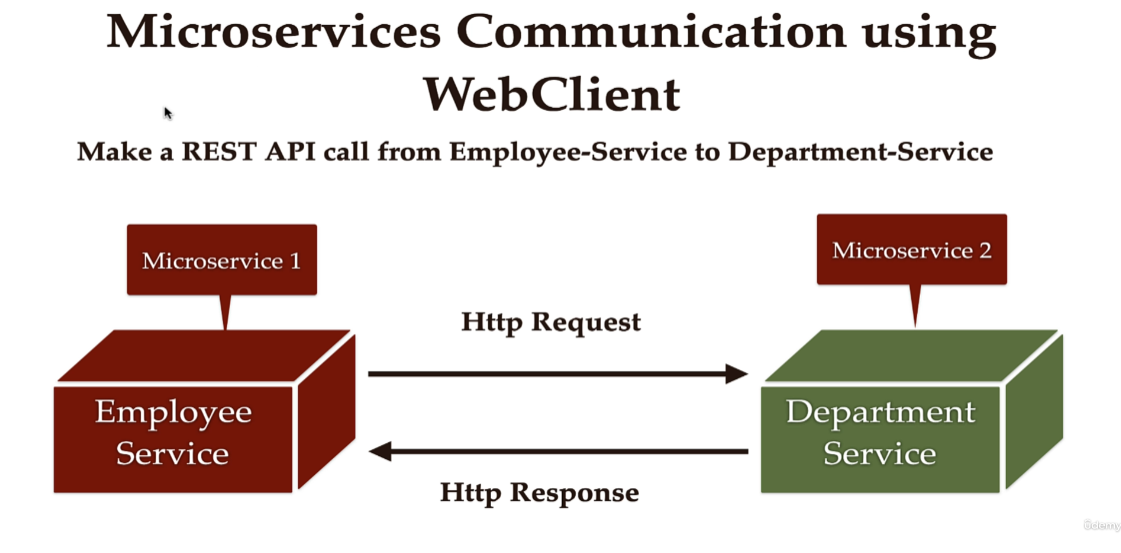 Microservices Communication using
WebClient
Make a REST API call from Employee-Service to Department-Service
Microservice 1
Microservice 2
Http Request
Employee
Service
Department
Service
Http Response
ûdemy